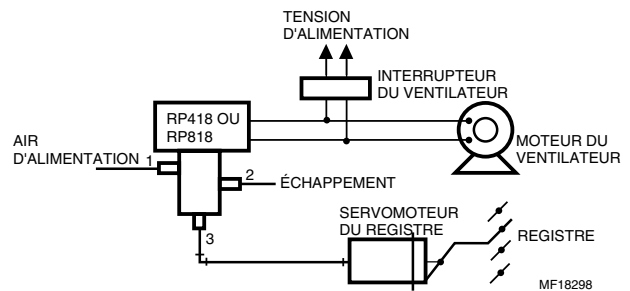 TENSION
D'ALIMENTATION
INTERRUPTEUR
DU VENTILATEUR
RP418 OU
RP818
AIR
D'ALIMENTATION
1
2
ÉCHAPPEMENT
MOTEUR DU
VENTILATEUR
3
SERVOMOTEUR
DU REGISTRE
REGISTRE
MF18298